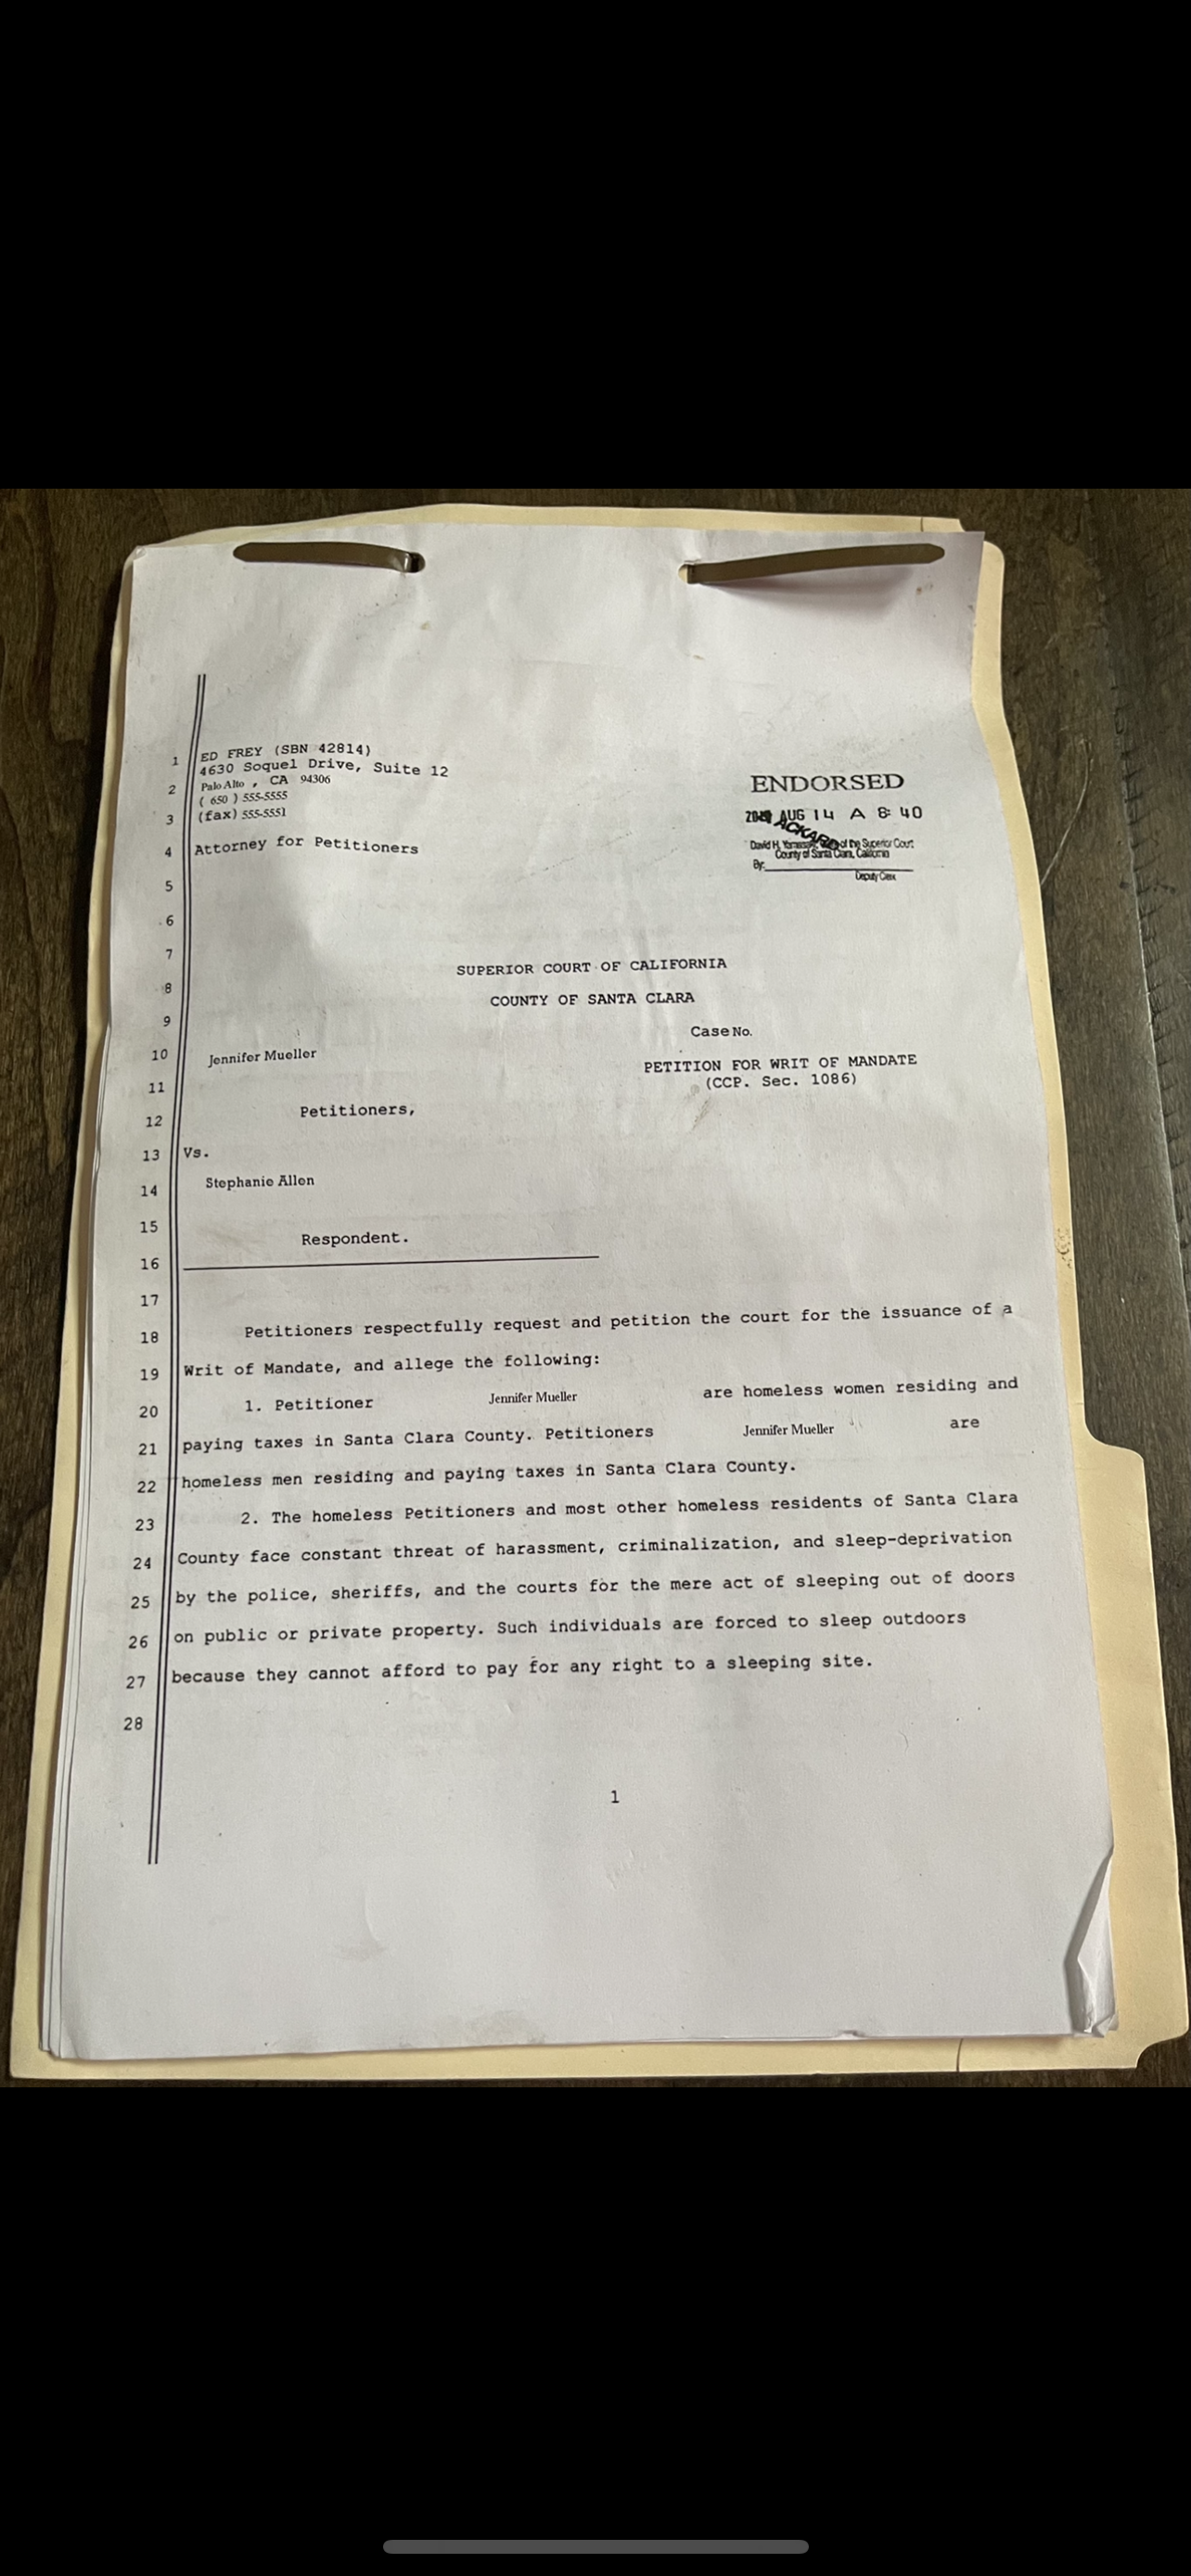 1 ED FREY (SBN 42814)
4630 Soquel Drive, Suite 12
2 Palo Alto , CA 94306
( 650 ) 555-5555
3 (fax) 555-5551
4 Attorney for Petitioners
ENDORSED
AUG 14 A 8: 40
David H. of the Superior Court
County of Santa Clara, California
By:
Deputy Clerk
5
6
7
SUPERIOR COURT OF CALIFORNIA
8
COUNTY OF SANTA CLARA
9
Case No.
10 Jennifer Mueller
PETITION FOR WRIT OF MANDATE
11 (CCP. Sec. 1086)
12 Petitioners,
13 Vs.
14 Stephanie Allen
15 Respondent.
16
17
18 Petitioners respectfully request and petition the court for the issuance of a
19 Writ of Mandate, and allege the following:
20 1. Petitioner Jennifer Mueller are homeless women residing and
21 paying taxes in Santa Clara County. Petitioners Jennifer Mueller are
22 homeless men residing and paying taxes in Santa Clara County.
23 2. The homeless Petitioners and most other homeless residents of Santa Clara
24 County face constant threat of harassment, criminalization, and sleep-deprivation
25 by the police, sheriffs, and the courts for the mere act of sleeping out of doors
26 on public or private property. Such individuals are forced to sleep outdoors
27 because they cannot afford to pay for any right to a sleeping site.
28
1